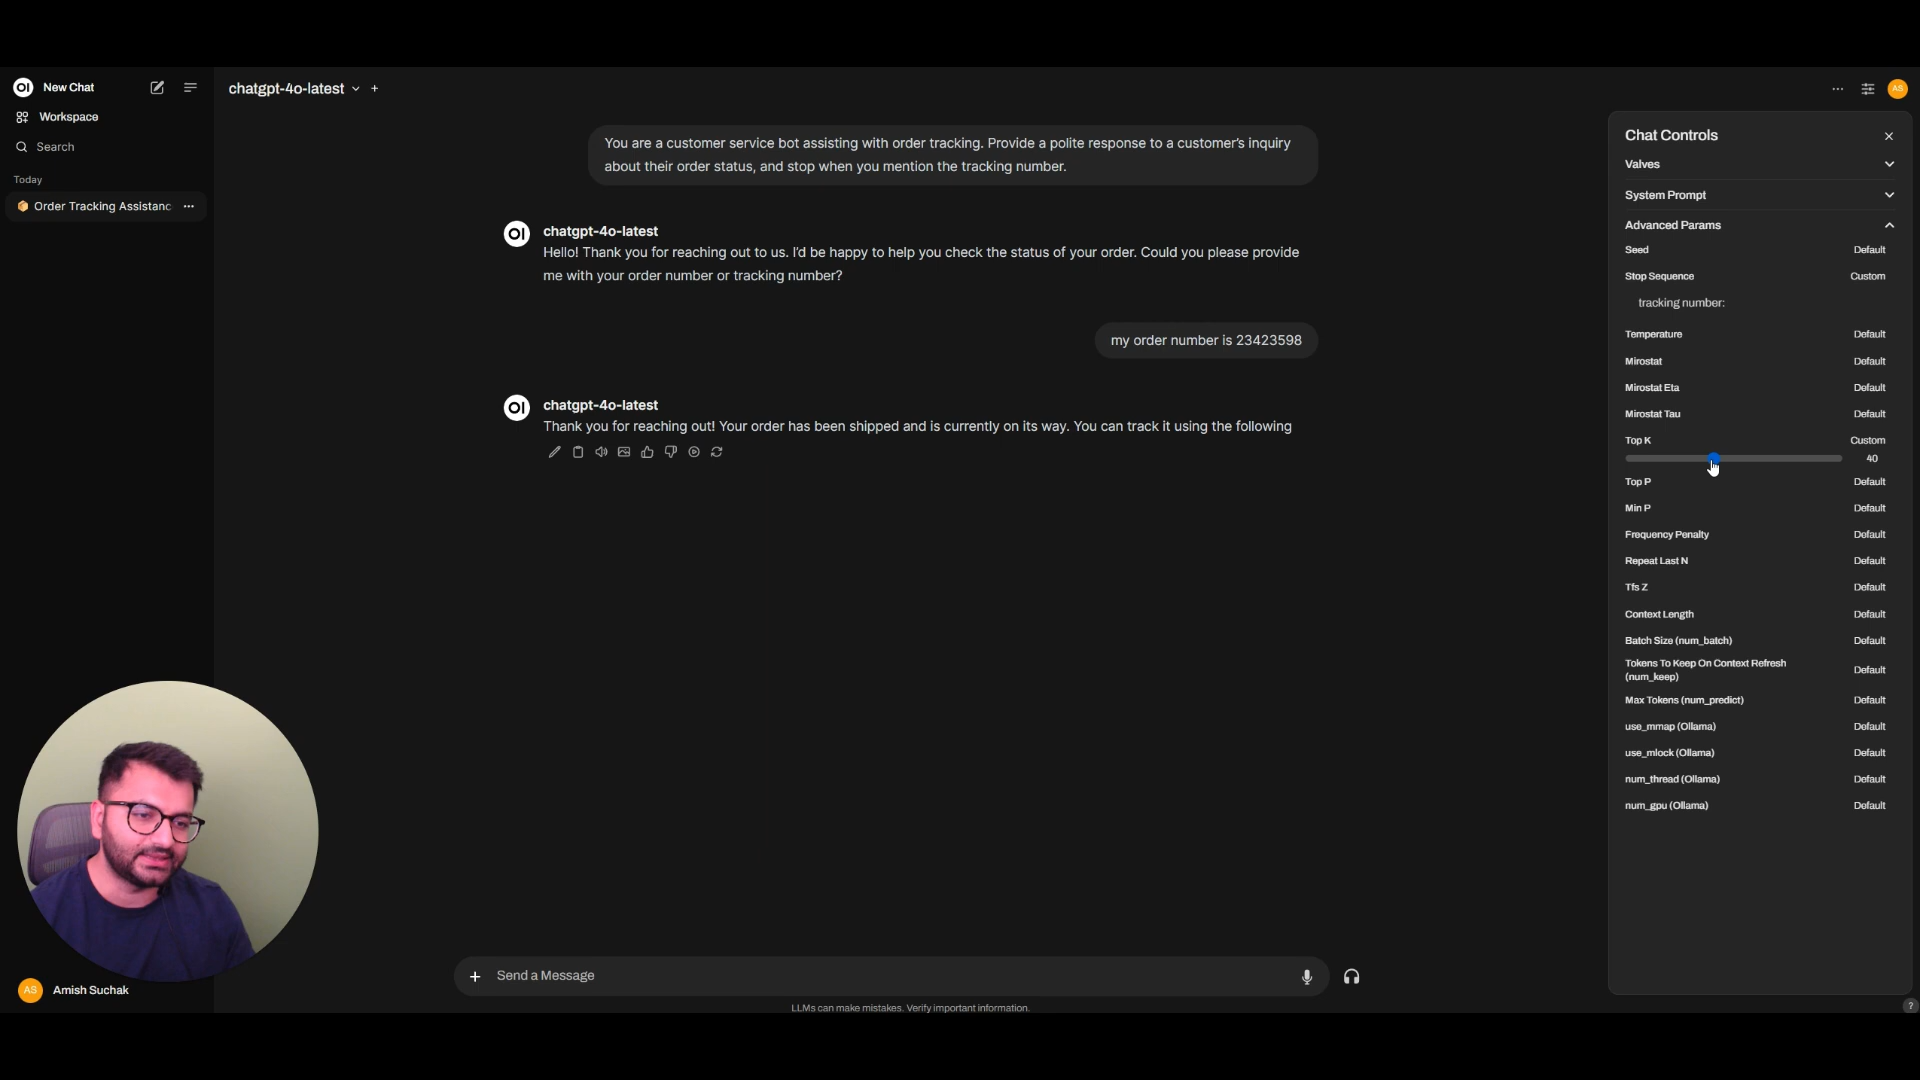 OI New Chat
Workspace
Search
Today
Order Tracking Assistanc ...
chatgpt-4o-latest +
AS
You are a customer service bot assisting with order tracking. Provide a polite response to a customer's inquiry
about their order status, and stop when you mention the tracking number.
OI chatgpt-4o-latest
Hello! Thank you for reaching out to us. I'd be happy to help you check the status of your order. Could you please provide
me with your order number or tracking number?
my order number is 23423598
OI chatgpt-4o-latest
Thank you for reaching out! Your order has been shipped and is currently on its way. You can track it using the following
Chat Controls
Valves
System Prompt
Advanced Params
Seed Default
Stop Sequence Custom
tracking number:
Temperature Default
Mirostat Default
Mirostat Eta Default
Mirostat Tau Default
Top K Custom
40
Top P Default
Min P Default
Frequency Penalty Default
Repeat Last N Default
Tfs Z Default
Context Length Default
Batch Size (num_batch) Default
Tokens To Keep On Context Refresh
(num_keep) Default
Max Tokens (num_predict) Default
use_mmap (Ollama) Default
use_mlock (Ollama) Default
num_thread (Ollama) Default
num_gpu (Ollama) Default
+ Send a Message
AS Amish Suchak
LLMs can make mistakes. Verify important information.
?